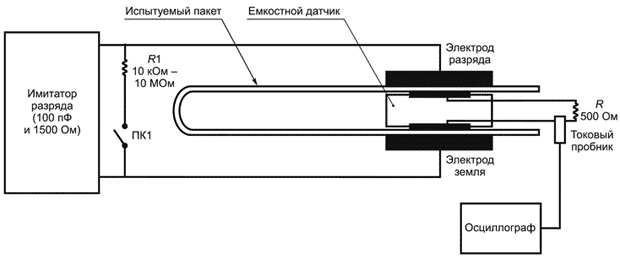 Испытуемый пакет
Емкостной датчик
Электрод
разряда
Имитатор
разряда
(100 пФ
и 1500 Ом)
R1
10 кОм –
10 МОм
ПК1
R
500 Ом
Токовый
пробник
Электрод
земля
Осциллограф